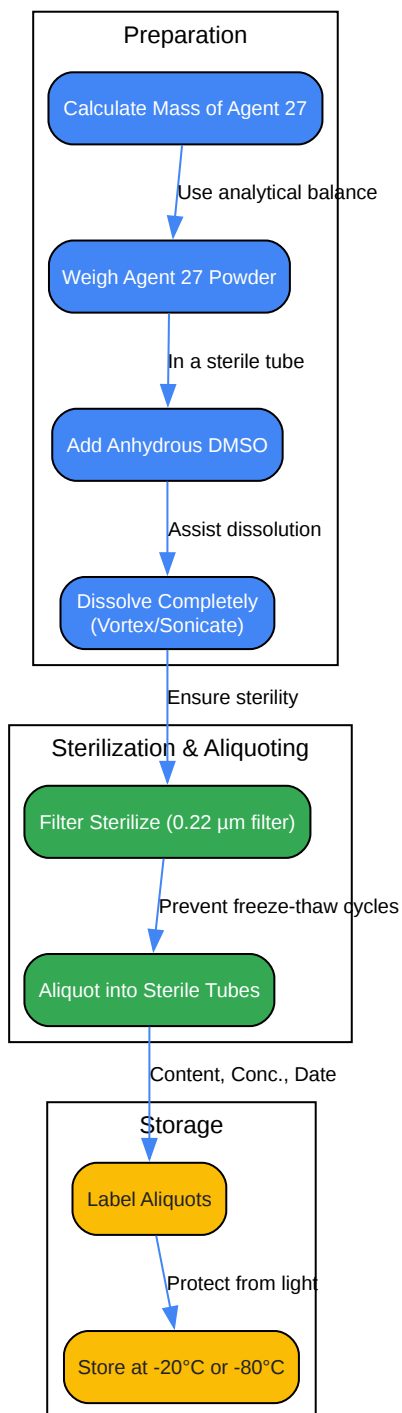 Preparation
Calculate Mass of Agent 27
Use analytical balance
Weigh Agent 27 Powder
In a sterile tube
Add Anhydrous DMSO
Assist dissolution
Dissolve Completely
(Vortex/Sonicate)
Ensure sterility
Sterilization & Aliquoting
Filter Sterilize (0.22 µm filter)
Prevent freeze-thaw cycles
Aliquot into Sterile Tubes
Content, Conc., Date
Storage
Label Aliquots
Protect from light
Store at -20°C or -80°C